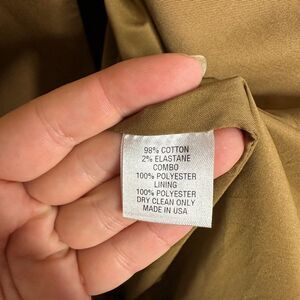 98% COTTON
2% ELASTANE
COMBO
100% POLYESTER
LINING
100% POLYESTER
DRY CLEAN ONLY
MADE IN USA